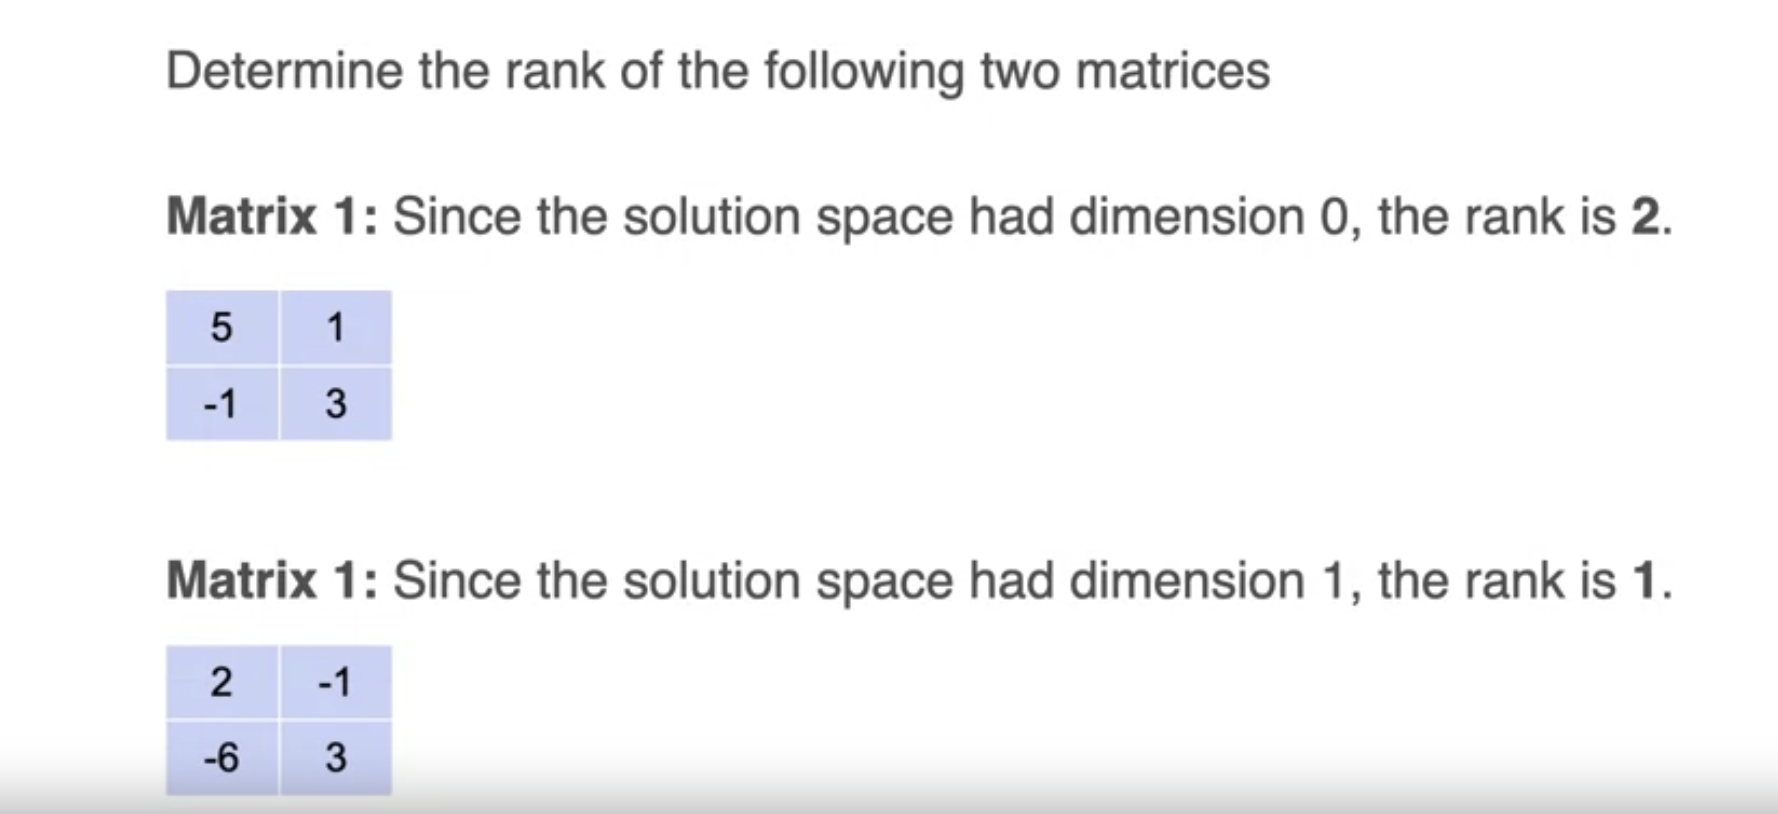 Determine the rank of the following two matrices
Matrix 1: Since the solution space had dimension 0, the rank is 2.
5 1
-1 3
Matrix 1: Since the solution space had dimension 1, the rank is 1.
2 -1
-6 3